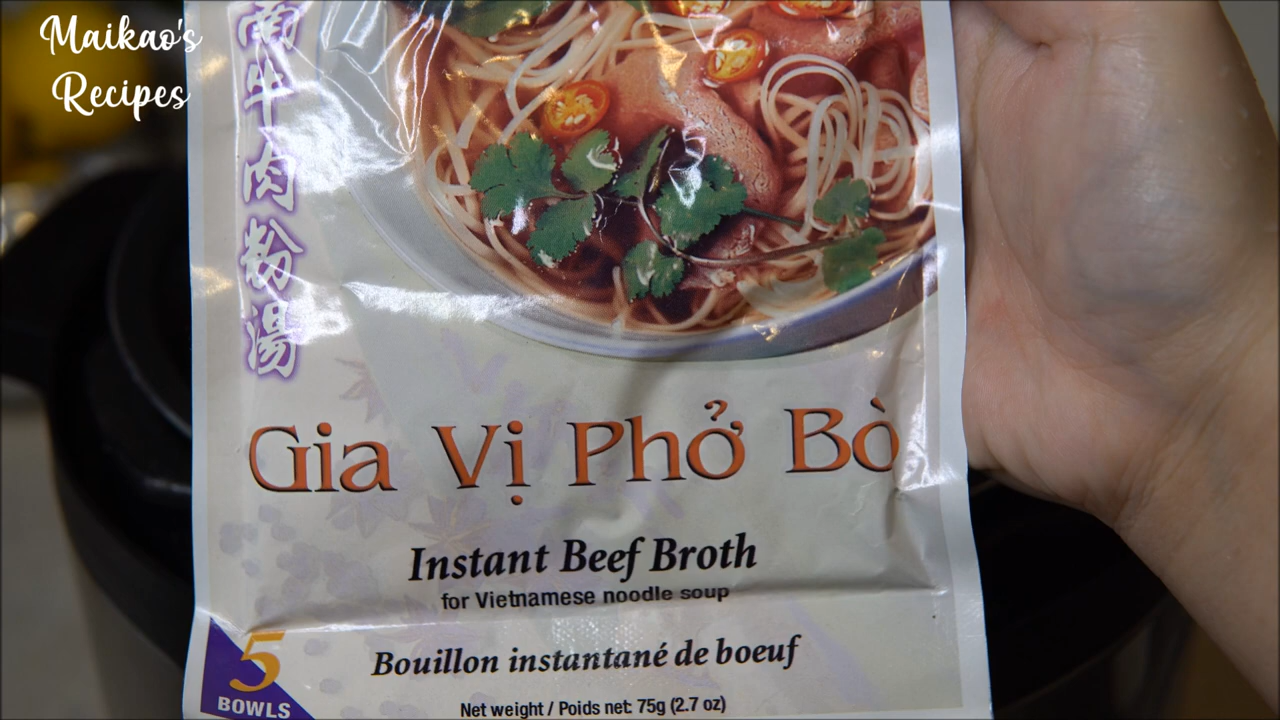 Maikao's
Recipes
南牛肉粉湯
Gia Vị Phở Bò
Instant Beef Broth
for Vietnamese noodle soup
Bouillon instantané de boeuf
5
BOWLS
Net weight / Poids net: 75g (2.7 oz)